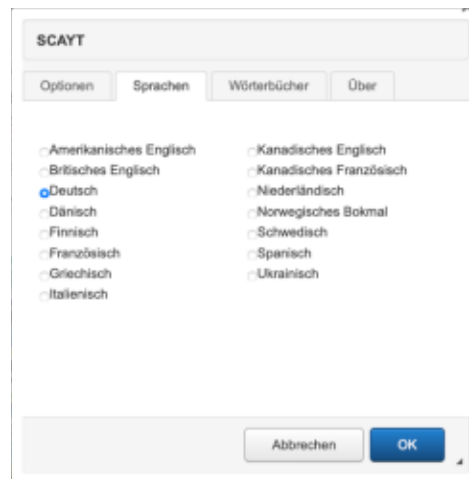 SCAYT
Optionen Sprachen Wörterbücher Über
Amerikanisches Englisch
Britisches Englisch
Deutsch
Dänisch
Finnisch
Französisch
Griechisch
Italienisch
Kanadisches Englisch
Kanadisches Französisch
Niederländisch
Norwegisches Bokmal
Schwedisch
Spanisch
Ukrainisch
Abbrechen OK